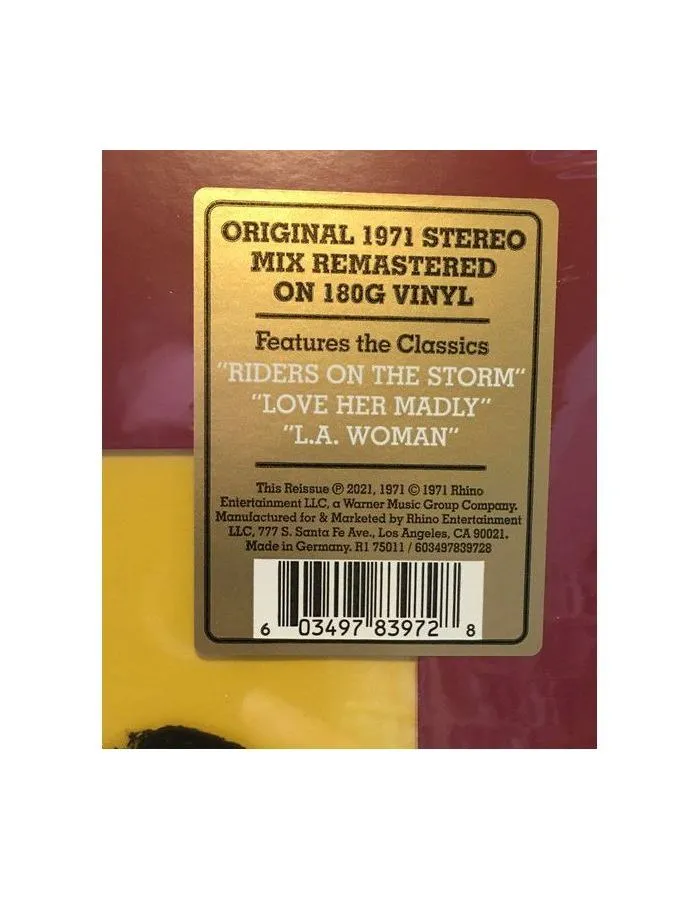 ORIGINAL 1971 STEREO
MIX REMASTERED
ON 180G VINYL
Features the Classics
"RIDERS ON THE STORM"
"LOVE HER MADLY"
"L.A. WOMAN"
This Reissue ℗ 2021, 1971 © 1971 Rhino
Entertainment LLC, a Warner Music Group Company.
Manufactured for & Marketed by Rhino Entertainment
LLC, 777 S. Santa Fe Ave., Los Angeles, CA 90021.
Made in Germany. R1 75011 / 603497839728
6 03497 83972 8